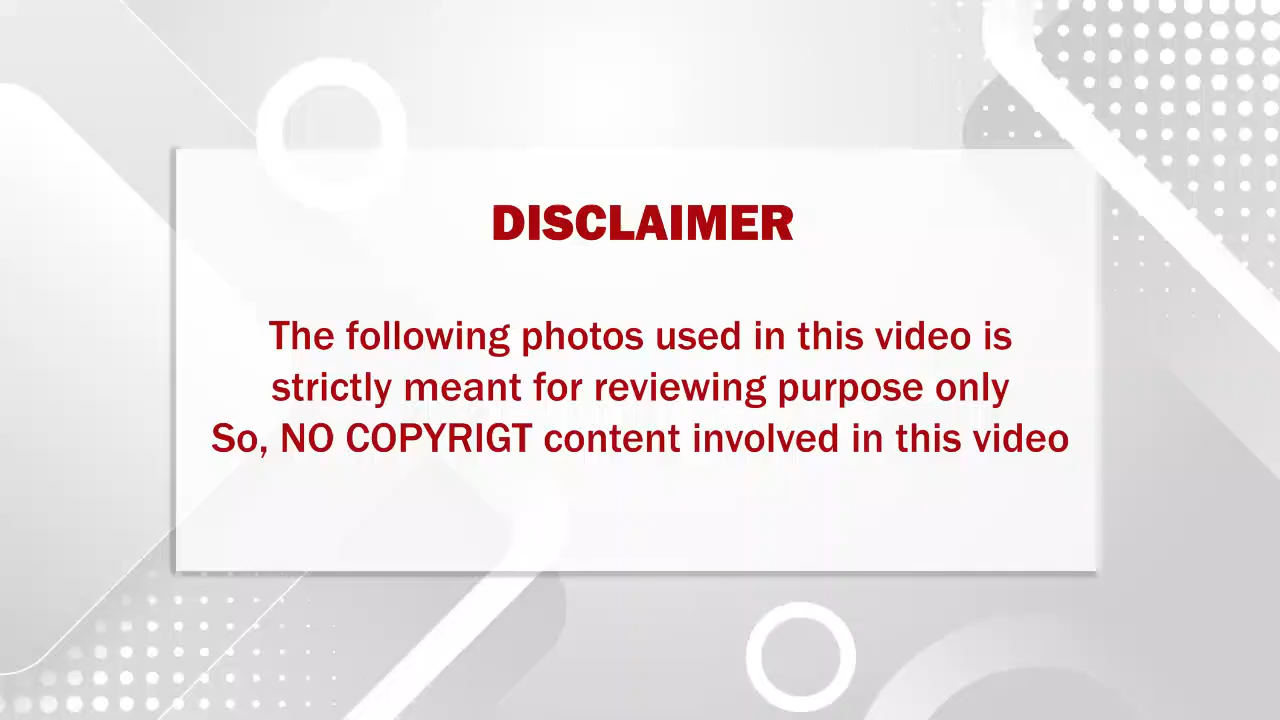 DISCLAIMER
The following photos used in this video is
strictly meant for reviewing purpose only
So, NO COPYRIGT content involved in this video